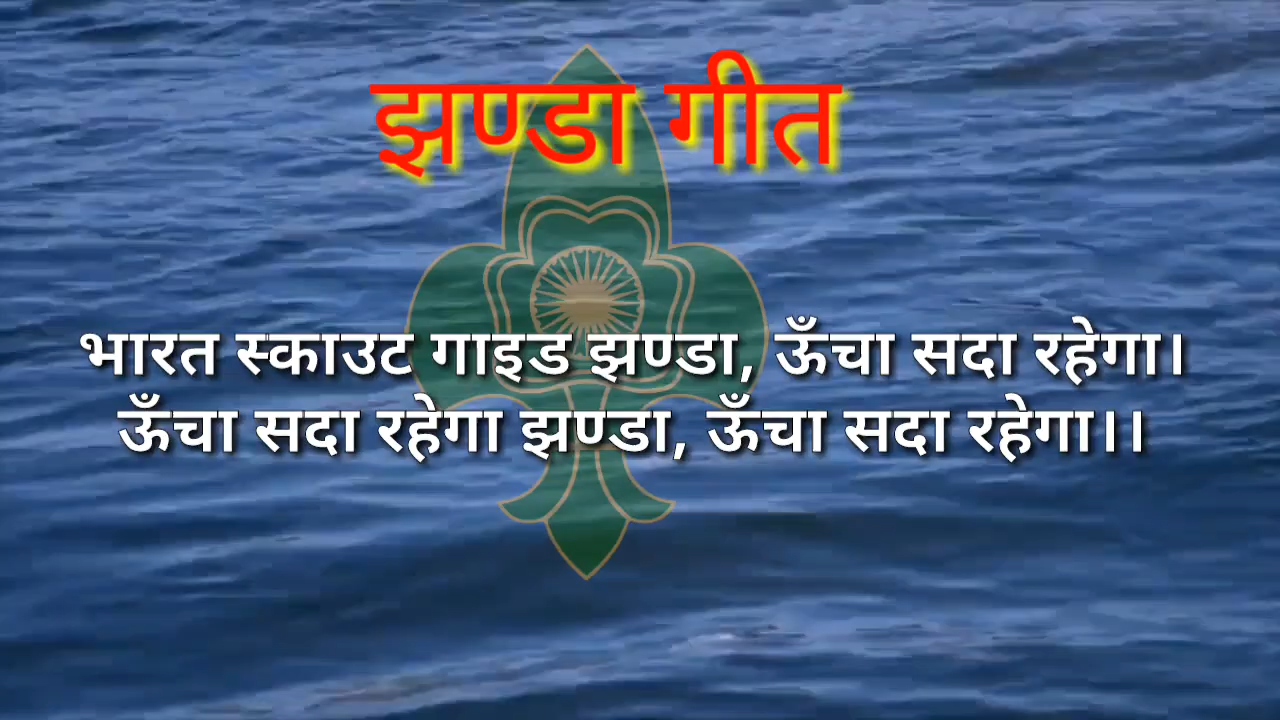 झण्डा गीत
भारत स्काउट गाइड झण्डा, ऊँचा सदा रहेगा।
ऊँचा सदा रहेगा झण्डा, ऊँचा सदा रहेगा।।